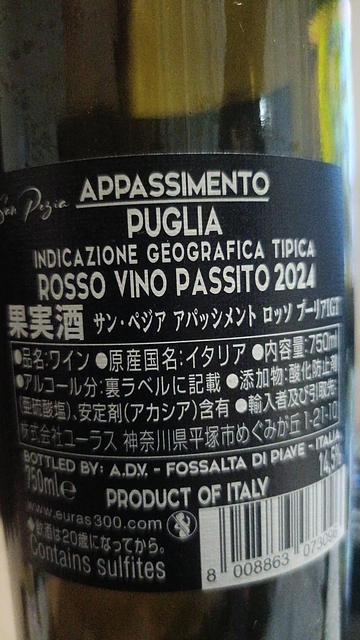 San Pezia
APPASSIMENTO
PUGLIA
INDICAZIONE GEOGRAFICA TIPICA
ROSSO VINO PASSITO 2024
果実酒 サン・ペジア アパッシメント ロッソ プーリアIGT
●品名:ワイン ●原産国名:イタリア ●内容量:750ml
●アルコール分:裏ラベルに記載 ●添加物:酸化防止剤
(亜硫酸塩)、安定剤(アカシア)含有 ●輸入者及び引取先:
株式会社ユーラス 神奈川県平塚市めぐみが丘1-21-10
BOTTLED BY: A.D.V. - FOSSALTA DI PIAVE - ITALIA
750ml e 14,5%
PRODUCT OF ITALY
www.euras300.com
●飲酒は20歳になってから。
Contains sulfites
8 008863